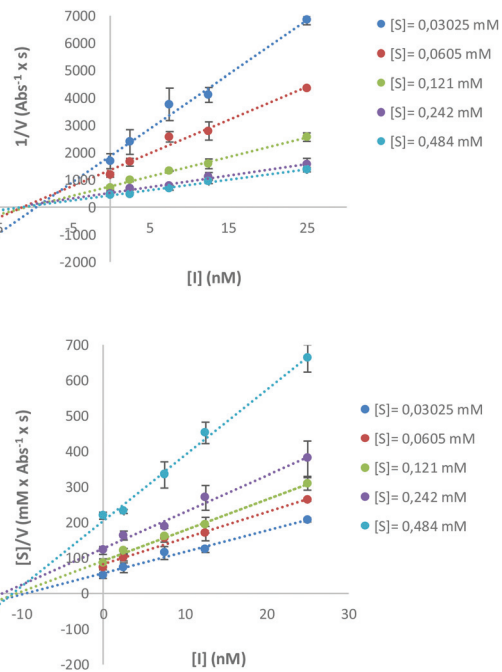 7000
6000
5000
4000
3000
2000
1000
0
-1000
-2000
1/V (Abs⁻¹ x s)
5
15
25
[I] (nM)
[S]= 0,03025 mM
[S]= 0,0605 mM
[S]= 0,121 mM
[S]= 0,242 mM
[S]= 0,484 mM
700
600
500
400
300
200
100
0
-100
-200
[S]/V (mM x Abs⁻¹ x s)
-10
0
10
20
30
[I] (nM)
[S]= 0,03025 mM
[S]= 0,0605 mM
[S]= 0,121 mM
[S]= 0,242 mM
[S]= 0,484 mM